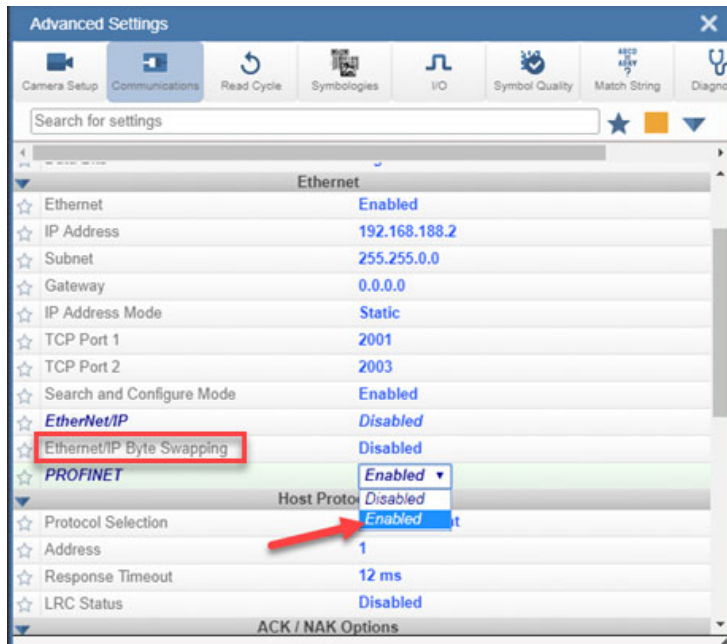 Advanced Settings
Camera Setup Communications Read Cycle Symbologies I/O Symbol Quality Match String Diagno
Search for settings
Ethernet
Ethernet Enabled
IP Address 192.168.188.2
Subnet 255.255.0.0
Gateway 0.0.0.0
IP Address Mode Static
TCP Port 1 2001
TCP Port 2 2003
Search and Configure Mode Enabled
EtherNet/IP Disabled
Ethernet/IP Byte Swapping Disabled
PROFINET Enabled
Host Proto Disabled
Protocol Selection Enabled
Address 1
Response Timeout 12 ms
LRC Status Disabled
ACK / NAK Options